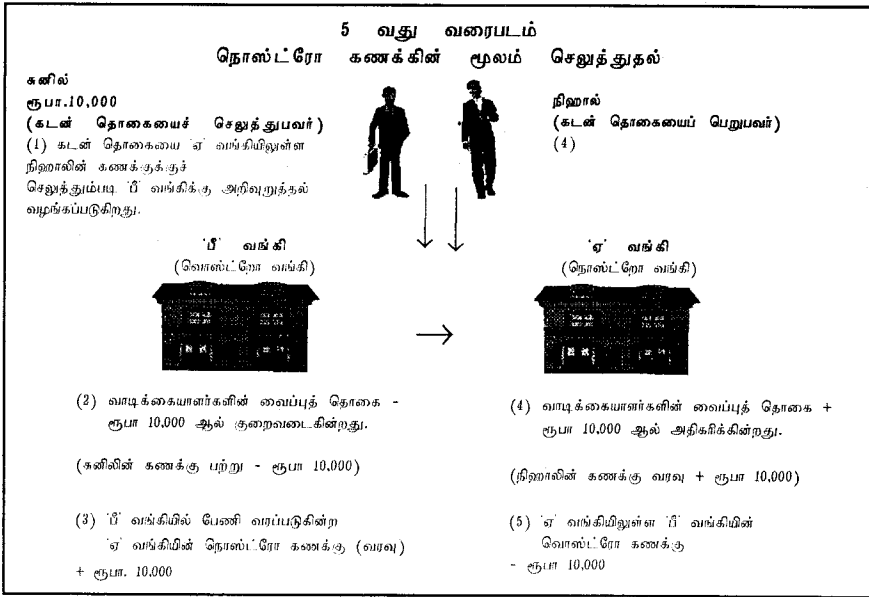 5 வது வரைபடம்
நொஸ்ட்ரோ கணக்கின் மூலம் செலுத்துதல்
சுனில்
ரூபா.10,000
(கடன் தொகையைச் செலுத்துபவர்)
(1) கடன் தொகையை 'ஏ' வங்கியிலுள்ள
நிஹாலின் கணக்குக்குச்
செலுத்தும்படி 'பீ' வங்கிக்கு அறிவுறுத்தல்
வழங்கப்படுகிறது.
நிஹால்
(கடன் தொகையைப் பெறுபவர்)
(4)
'பீ' வங்கி
(வொஸ்ட்றோ வங்கி)
'ஏ' வங்கி
(நொஸ்ட்றோ வங்கி)
(2) வாடிக்கையாளர்களின் வைப்புத் தொகை -
ரூபா 10,000 ஆல் குறைவடைகின்றது.
(சுனிலின் கணக்கு பற்று - ரூபா 10,000)
(3) 'பீ' வங்கியில் பேணி வரப்படுகின்ற
'ஏ' வங்கியின் நொஸ்ட்ரோ கணக்கு (வரவு)
+ ரூபா. 10,000
(4) வாடிக்கையாளர்களின் வைப்புத் தொகை +
ரூபா 10,000 ஆல் அதிகரிக்கின்றது.
(நிஹாலின் கணக்கு வரவு + ரூபா 10,000)
(5) 'ஏ' வங்கியிலுள்ள 'பீ' வங்கியின்
வொஸ்ட்ரோ கணக்கு
- ரூபா 10,000